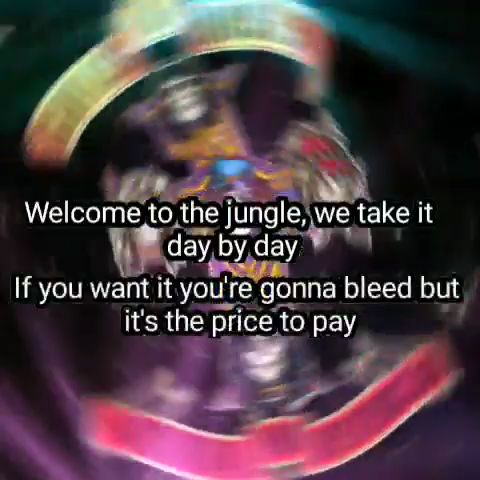 Welcome to the jungle, we take it
day by day
If you want it you're gonna bleed but
it's the price to pay